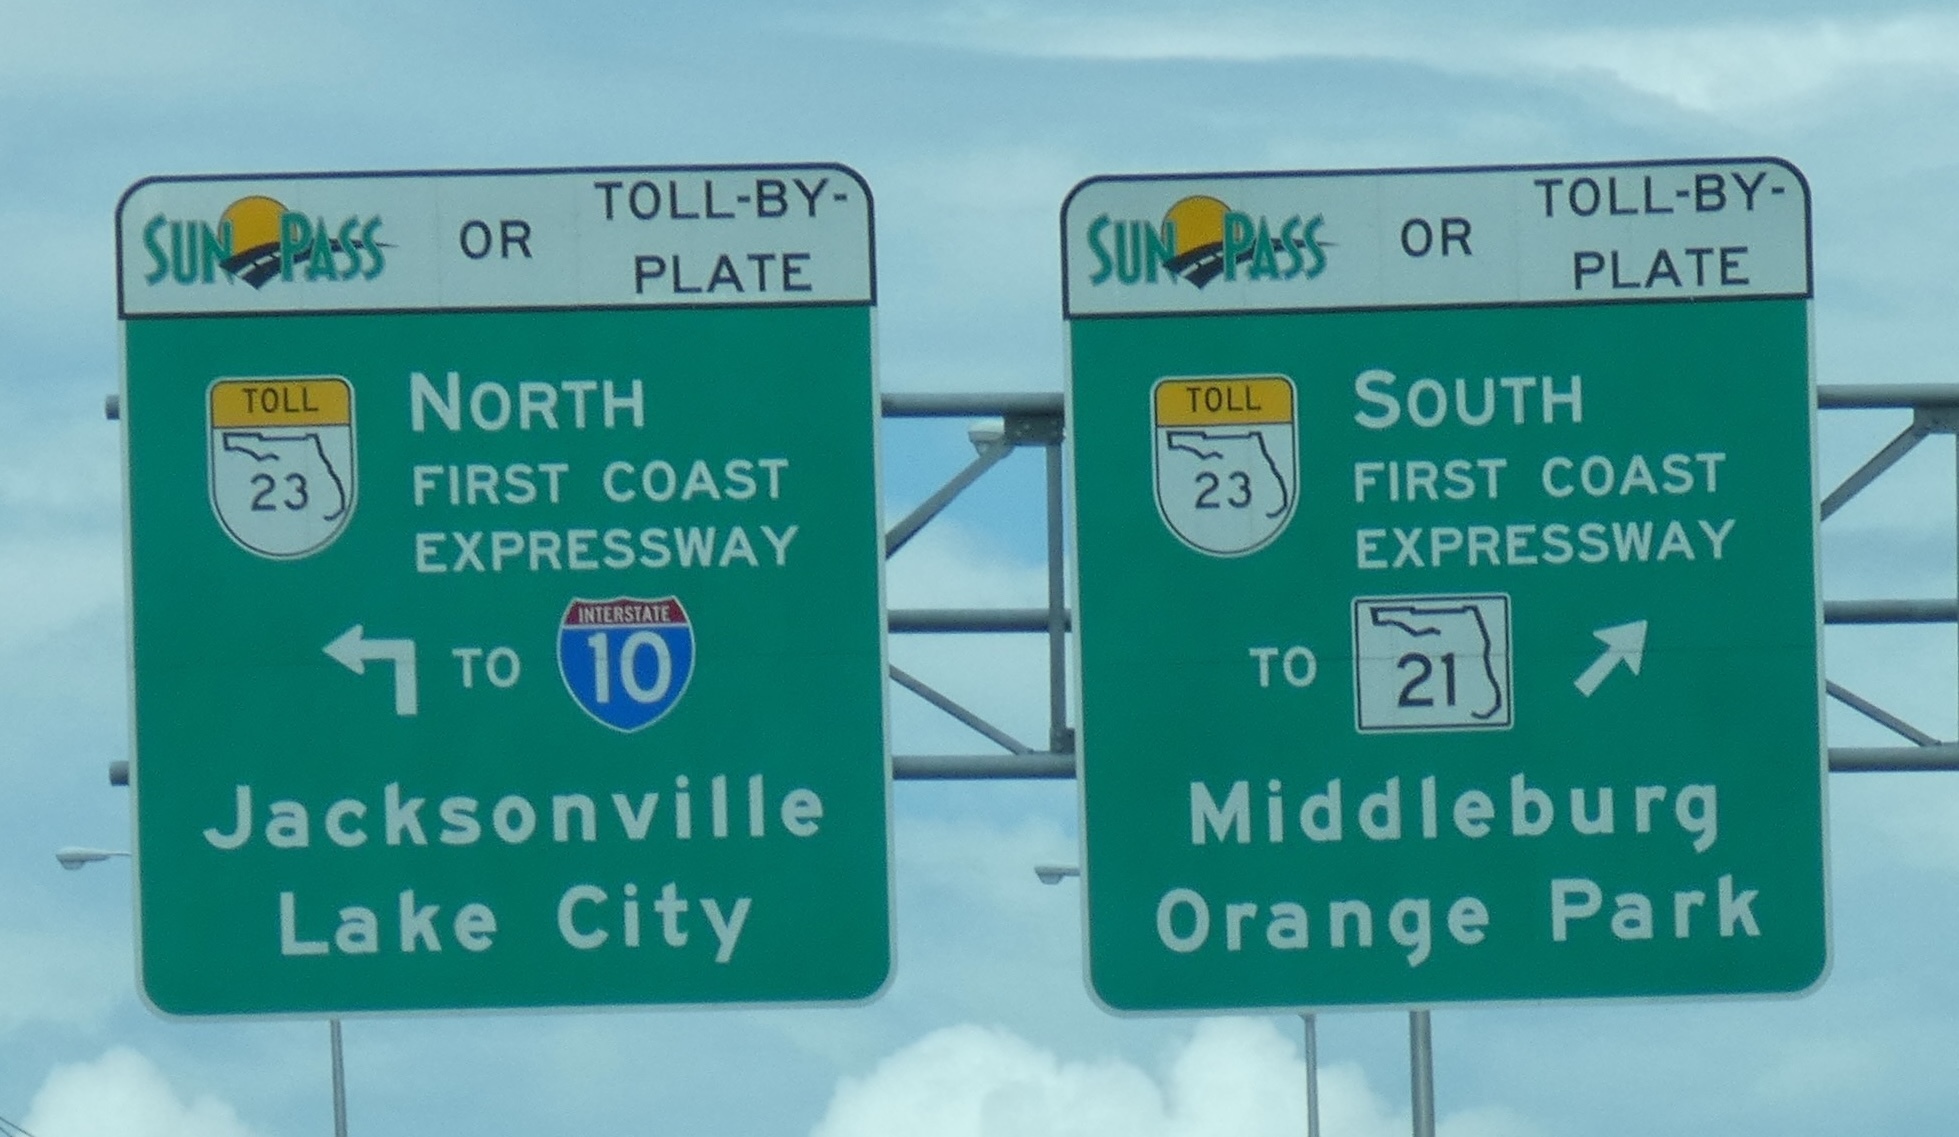 SUNPASS OR TOLL-BY-
PLATE
TOLL
23
NORTH
FIRST COAST
EXPRESSWAY
TO
INTERSTATE
10
Jacksonville
Lake City
SUNPASS OR TOLL-BY-
PLATE
TOLL
23
SOUTH
FIRST COAST
EXPRESSWAY
TO
21
Middleburg
Orange Park